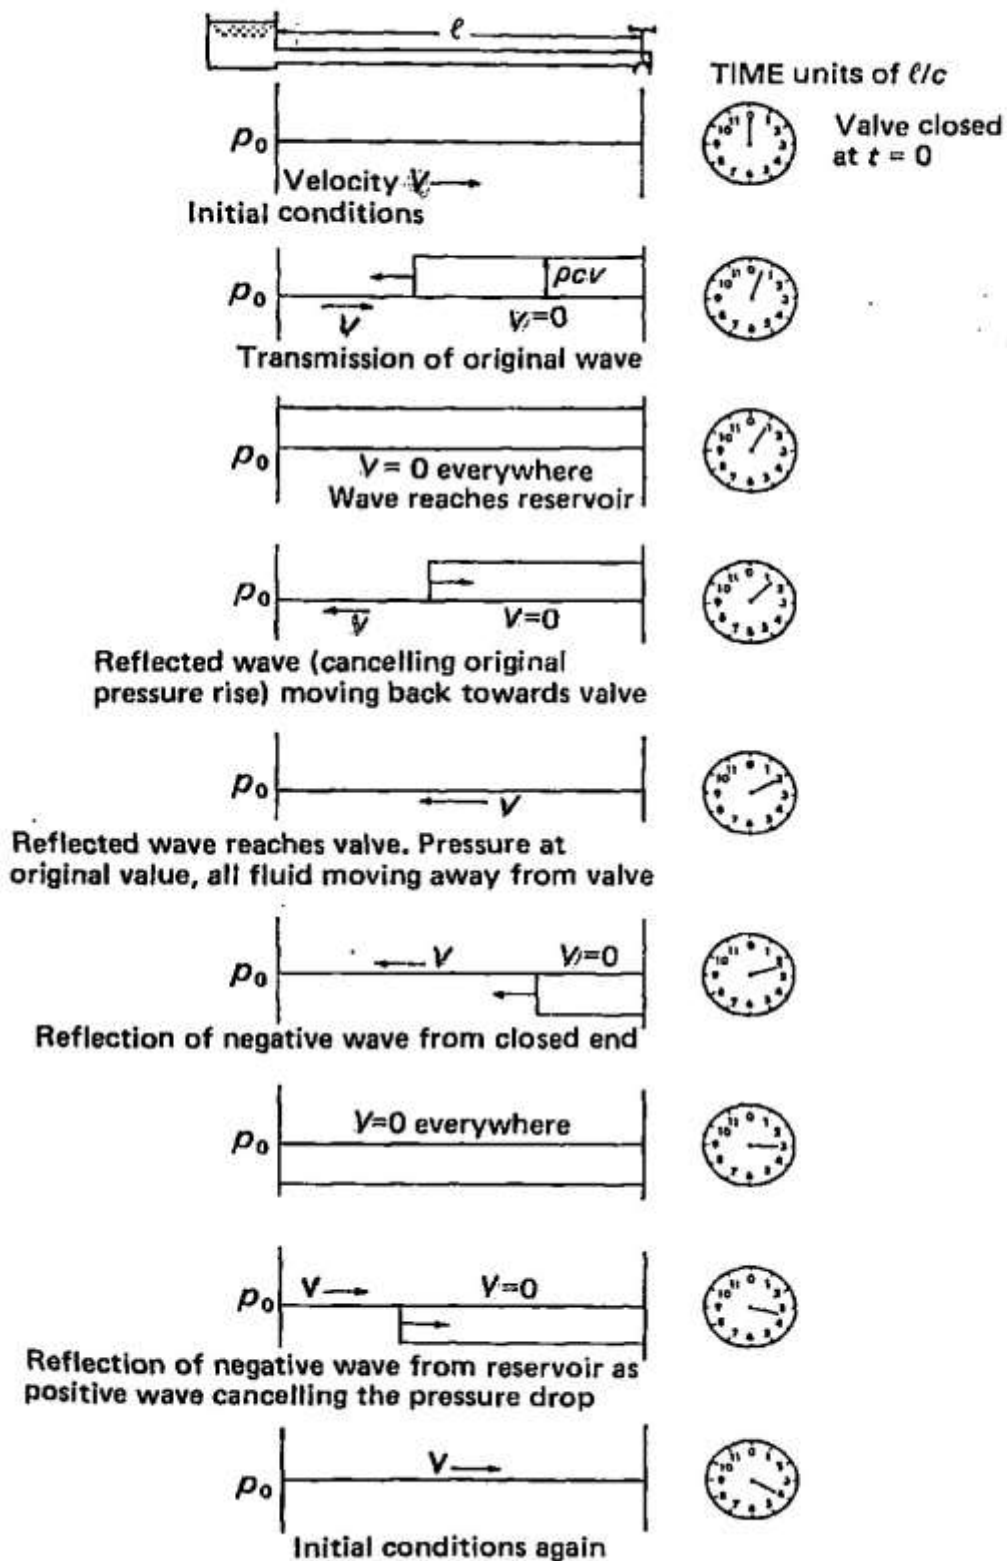 ℓ
TIME units of ℓ/c
p₀
Valve closed
at t = 0
Velocity V
Initial conditions
p₀
ρcv
V
V=0
Transmission of original wave
p₀
V = 0 everywhere
Wave reaches reservoir
p₀
V
V=0
Reflected wave (cancelling original
pressure rise) moving back towards valve
p₀
V
Reflected wave reaches valve. Pressure at
original value, all fluid moving away from valve
p₀
V
V=0
Reflection of negative wave from closed end
p₀
V=0 everywhere
p₀
V
V=0
Reflection of negative wave from reservoir as
positive wave cancelling the pressure drop
p₀
V
Initial conditions again